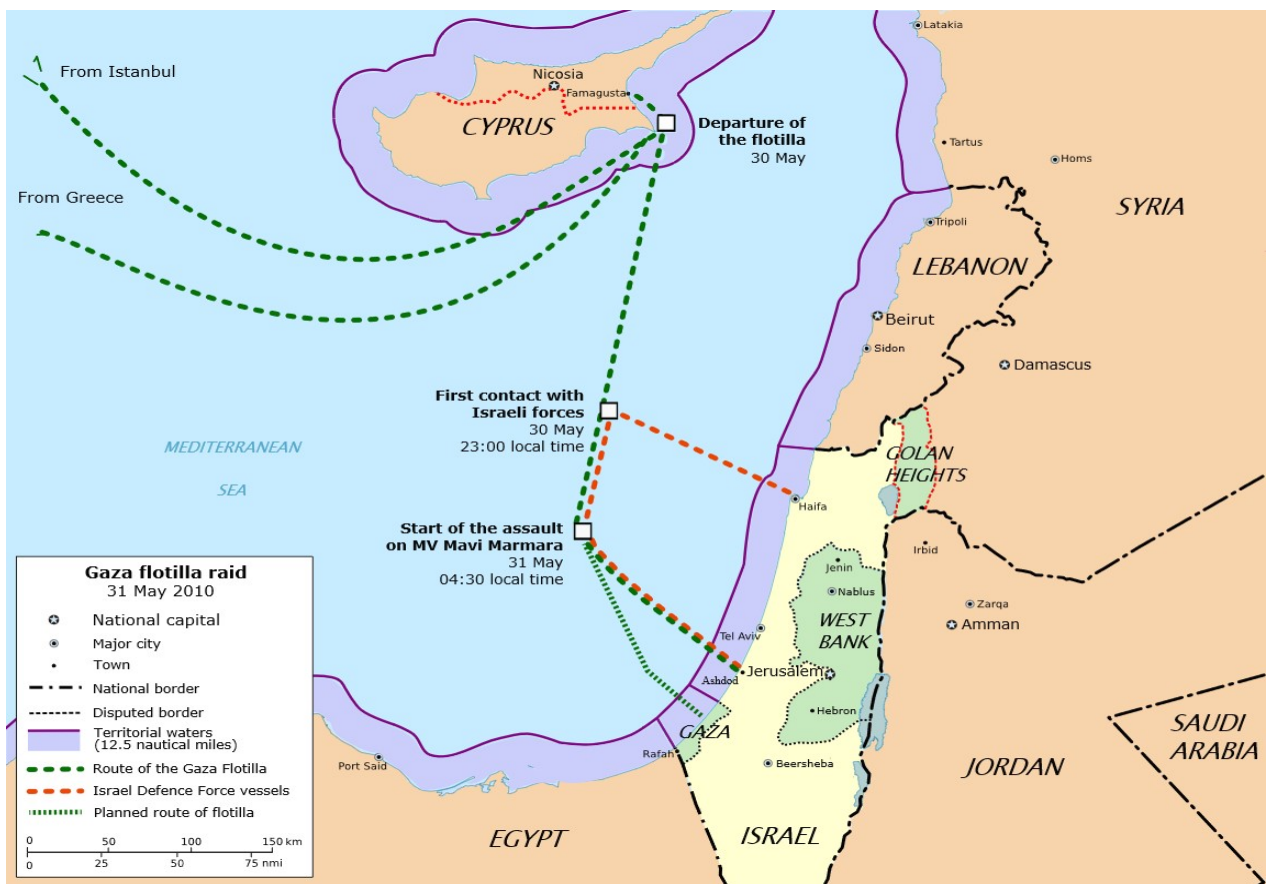 From Istanbul
From Greece
Nicosia
Famagusta
CYPRUS
Departure of
the flotilla
30 May
Latakia
Tartus
Homs
SYRIA
Tripoli
LEBANON
Beirut
Sidon
Damascus
First contact with
Israeli forces
30 May
23:00 local time
MEDITERRANEAN
SEA
GOLAN
HEIGHTS
Haifa
Start of the assault
on MV Mavi Marmara
31 May
04:30 local time
Irbid
Jenin
Nablus
Zarqa
Amman
WEST
BANK
Tel Aviv
Jerusalem
Ashdod
Hebron
GAZA
Rafah
Beersheba
Port Said
SAUDI
ARABIA
JORDAN
EGYPT
ISRAEL
Gaza flotilla raid
31 May 2010
National capital
Major city
Town
National border
Disputed border
Territorial waters
(12.5 nautical miles)
Route of the Gaza Flotilla
Israel Defence Force vessels
Planned route of flotilla
0 50 100 150 km
0 25 50 75 nmi